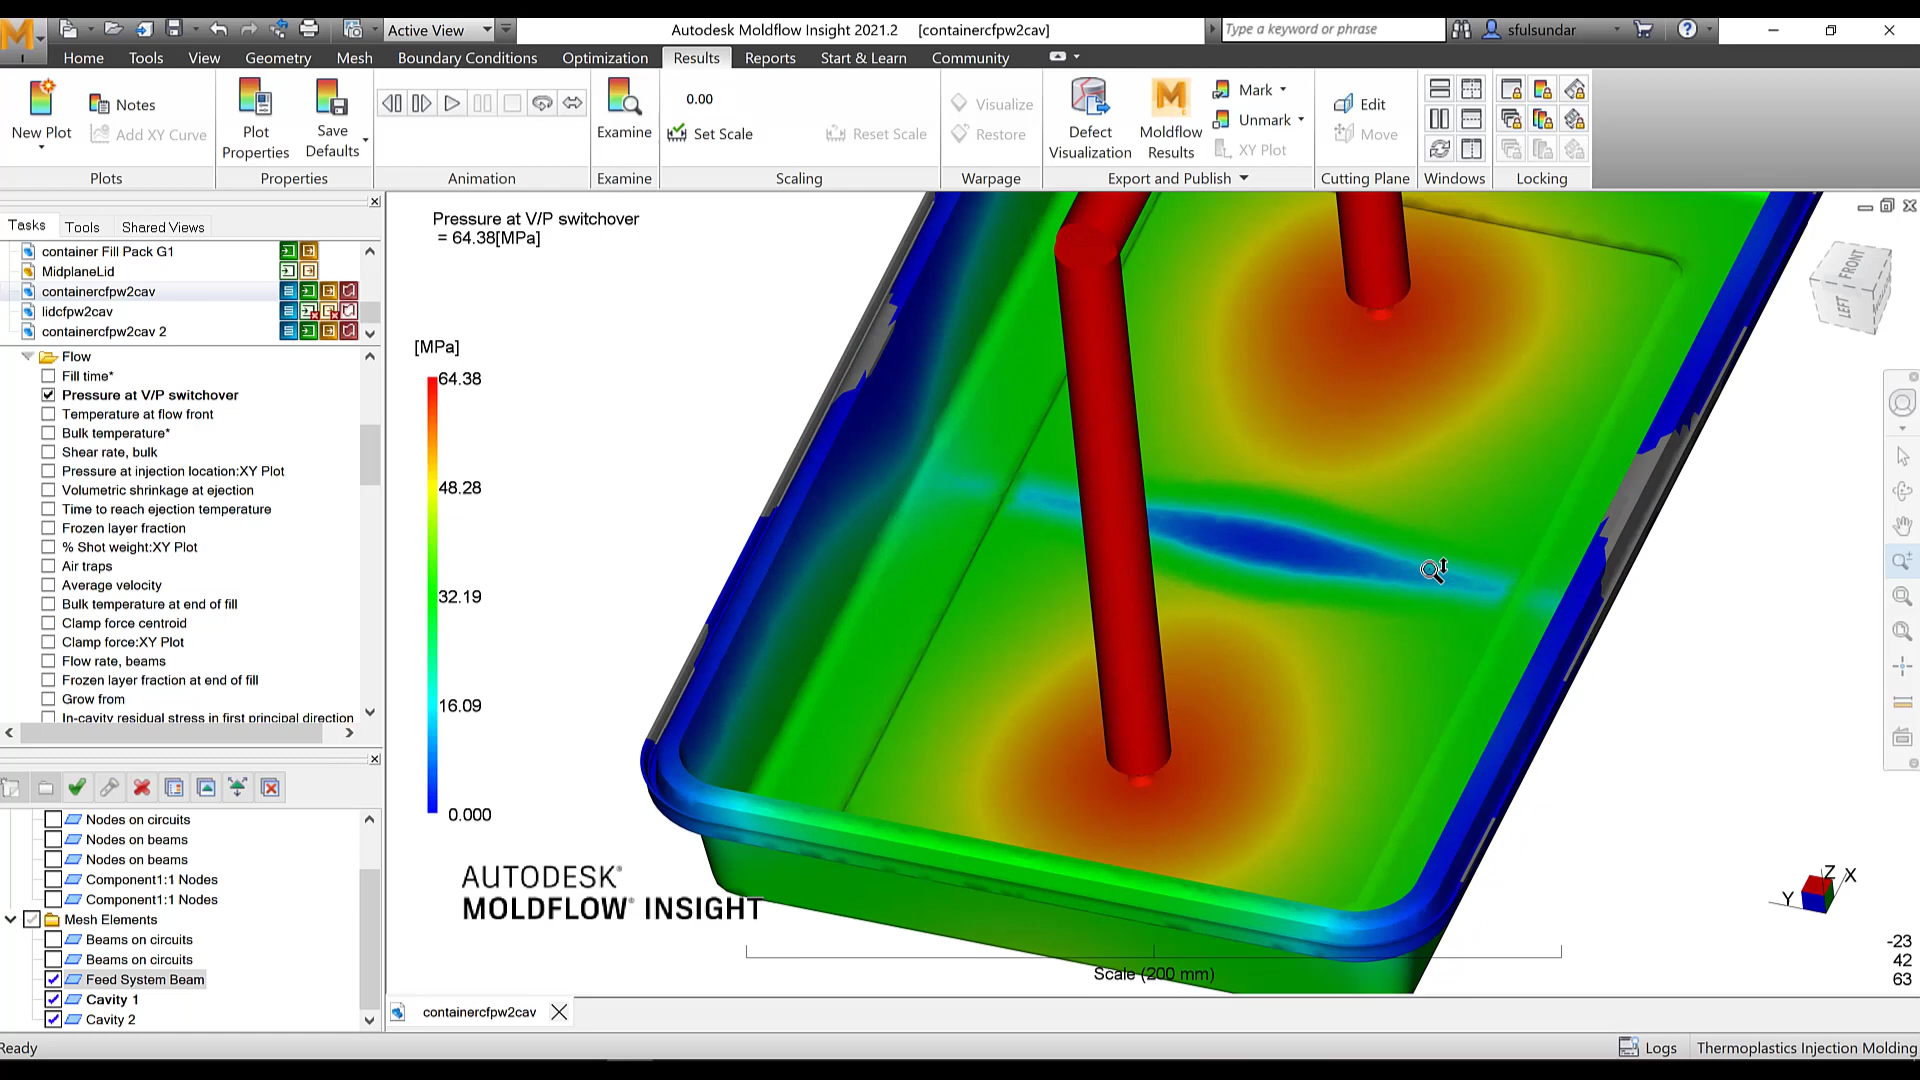 Active View
Autodesk Moldflow Insight 2021.2 [containercfpw2cav]
Type a keyword or phrase
sfulsundar
Home Tools View Geometry Mesh Boundary Conditions Optimization Results Reports Start & Learn Community
New Plot
Notes
Add XY Curve
Plot Properties
Save Defaults
Examine
0.00
Set Scale
Reset Scale
Visualize
Restore
Defect Visualization
Moldflow Results
Mark
Unmark
XY Plot
Edit
Move
Plots Properties Animation Examine Scaling Warpage Export and Publish Cutting Plane Windows Locking
Tasks Tools Shared Views
container Fill Pack G1
MidplaneLid
containercfpw2cav
lidcfpw2cav
containercfpw2cav 2
Flow
Fill time*
Pressure at V/P switchover
Temperature at flow front
Bulk temperature*
Shear rate, bulk
Pressure at injection location:XY Plot
Volumetric shrinkage at ejection
Time to reach ejection temperature
Frozen layer fraction
% Shot weight:XY Plot
Air traps
Average velocity
Bulk temperature at end of fill
Clamp force centroid
Clamp force:XY Plot
Flow rate, beams
Frozen layer fraction at end of fill
Grow from
In-cavity residual stress in first principal direction
Nodes on circuits
Nodes on beams
Nodes on beams
Component1:1 Nodes
Component1:1 Nodes
Mesh Elements
Beams on circuits
Beams on circuits
Feed System Beam
Cavity 1
Cavity 2
Pressure at V/P switchover
= 64.38[MPa]
[MPa]
64.38
48.28
32.19
16.09
0.000
AUTODESK®
MOLDFLOW® INSIGHT
Scale (200 mm)
LEFT
FRONT
Z
X
Y
-23
42
63
containercfpw2cav
Ready
Logs
Thermoplastics Injection Molding